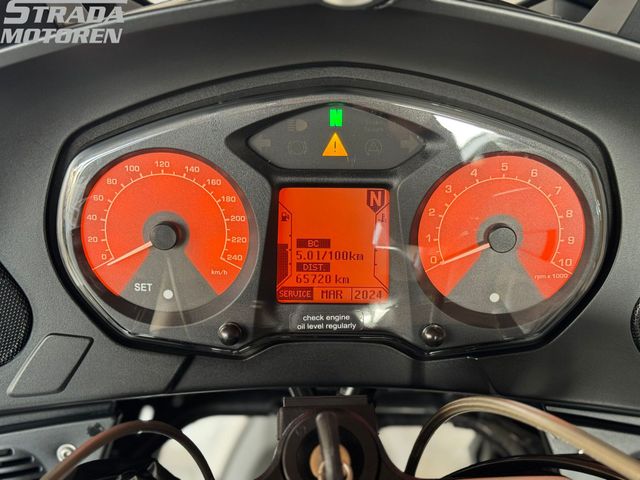 STRADA
MOTOREN
N
0 20 40 60 80 100 120 140 160 180 200 220 240
km/h
SET
N
BC
5.0l/100km
DIST.
65720 km
SERVICE MAR 2024
check engine
oil level regularly
0 1 2 3 4 5 6 7 8 9 10
rpm x 1000